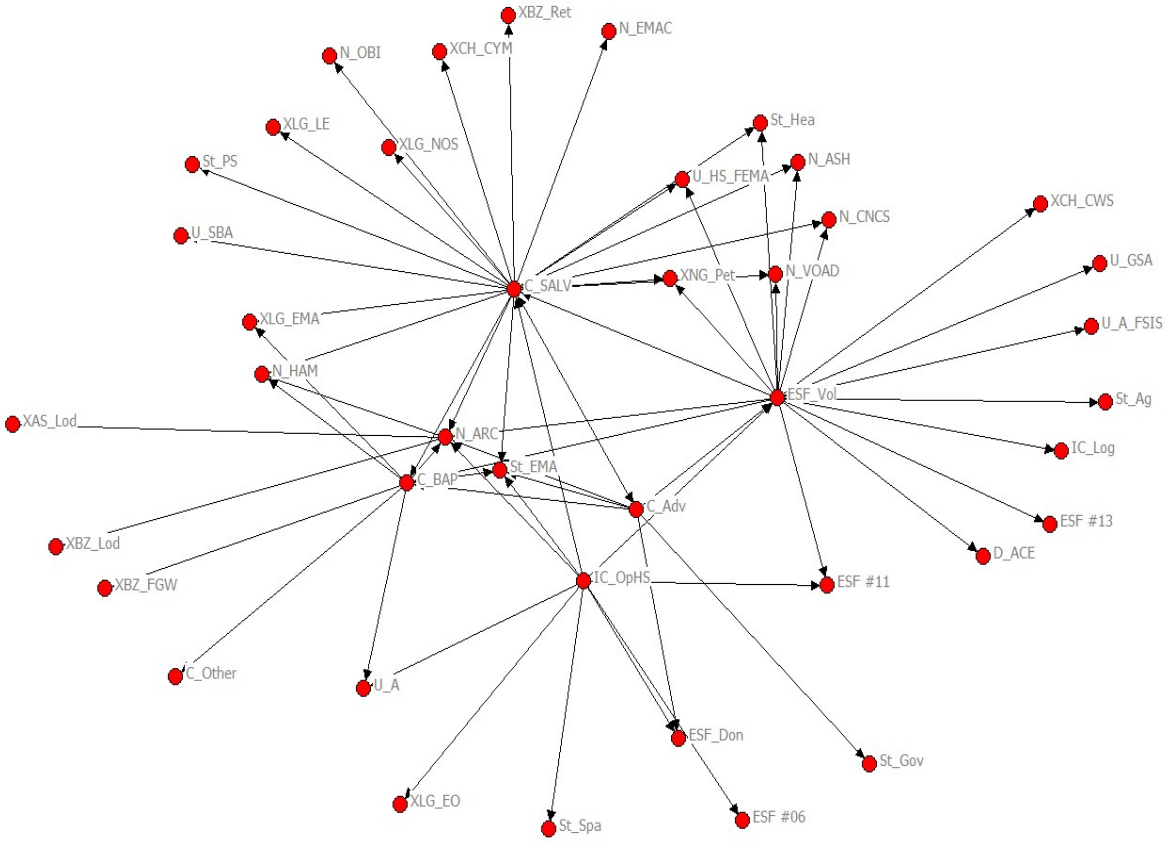 XBZ_Ret
N_EMAC
N_OBI
XCH_CYM
XLG_LE
St_Hea
XLG_NOS
St_PS
N_ASH
U_HS_FEMA
XCH_CWS
N_CNCS
U_SBA
U_GSA
XNG_Pet
N_VOAD
C_SALV
XLG_EMA
U_A_FSIS
N_HAM
ESF_Vol
St_Ag
XAS_Lod
N_ARC
IC_Log
St_EMA
C_BAP
C_Adv
ESF #13
XBZ_Lod
D_ACE
IC_OpHS
ESF #11
XBZ_FGW
C_Other
U_A
ESF_Don
St_Gov
XLG_EO
ESF #06
St_Spa